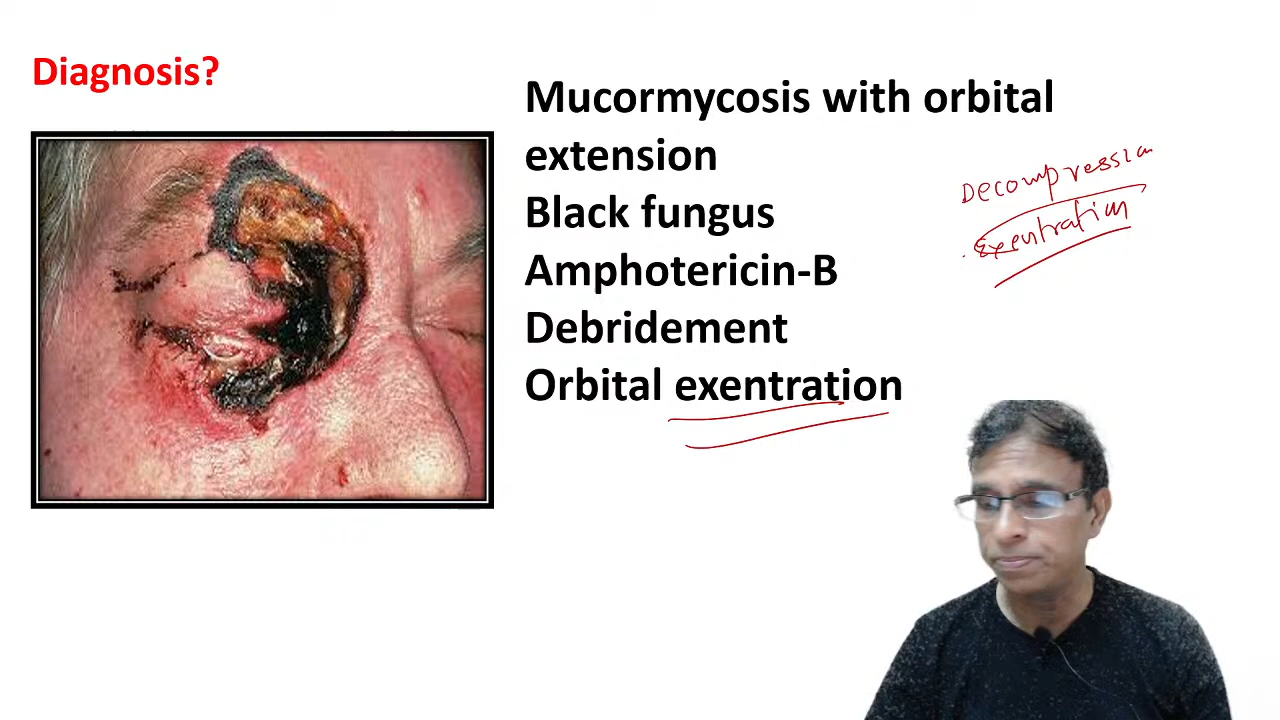 Diagnosis?
Mucormycosis with orbital
extension
Black fungus
Amphotericin-B
Debridement
Orbital exentration
Decompression
exentration